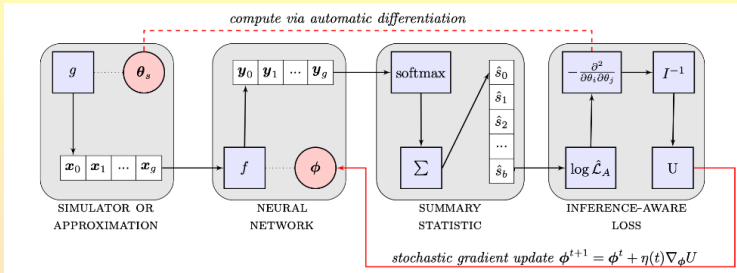 compute via automatic differentiation
g
θ_s
x_0 x_1 ... x_g
SIMULATOR OR
APPROXIMATION
y_0 y_1 ... y_g
f
ϕ
NEURAL
NETWORK
softmax
∑
ŝ_0
ŝ_1
ŝ_2
...
ŝ_b
SUMMARY
STATISTIC
−∂²/∂θ_i∂θ_j
I^{−1}
log 𝓛̂_A
U
INFERENCE-AWARE
LOSS
stochastic gradient update ϕ^{t+1} = ϕ^t + η(t)∇_ϕ U